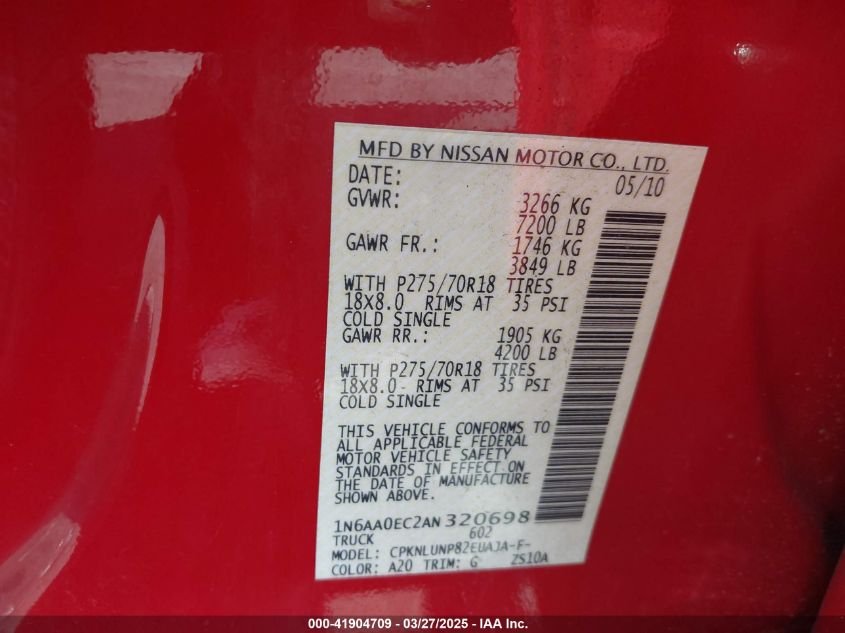 MFD BY NISSAN MOTOR CO., LTD.
DATE: 05/10
GVWR: 3266 KG
7200 LB
GAWR FR.: 1746 KG
3849 LB
WITH P275/70R18 TIRES
18X8.0 RIMS AT 35 PSI
COLD SINGLE
GAWR RR.: 1905 KG
4200 LB
WITH P275/70R18 TIRES
18X8.0 RIMS AT 35 PSI
COLD SINGLE
THIS VEHICLE CONFORMS TO
ALL APPLICABLE FEDERAL
MOTOR VEHICLE SAFETY
STANDARDS IN EFFECT ON
THE DATE OF MANUFACTURE
SHOWN ABOVE.
1N6AA0EC2AN320698
TRUCK 602
MODEL: CPKNLUNP82EUAJA-F-
COLOR: A20 TRIM: G ZS10A
000-41904709 - 03/27/2025 - IAA Inc.